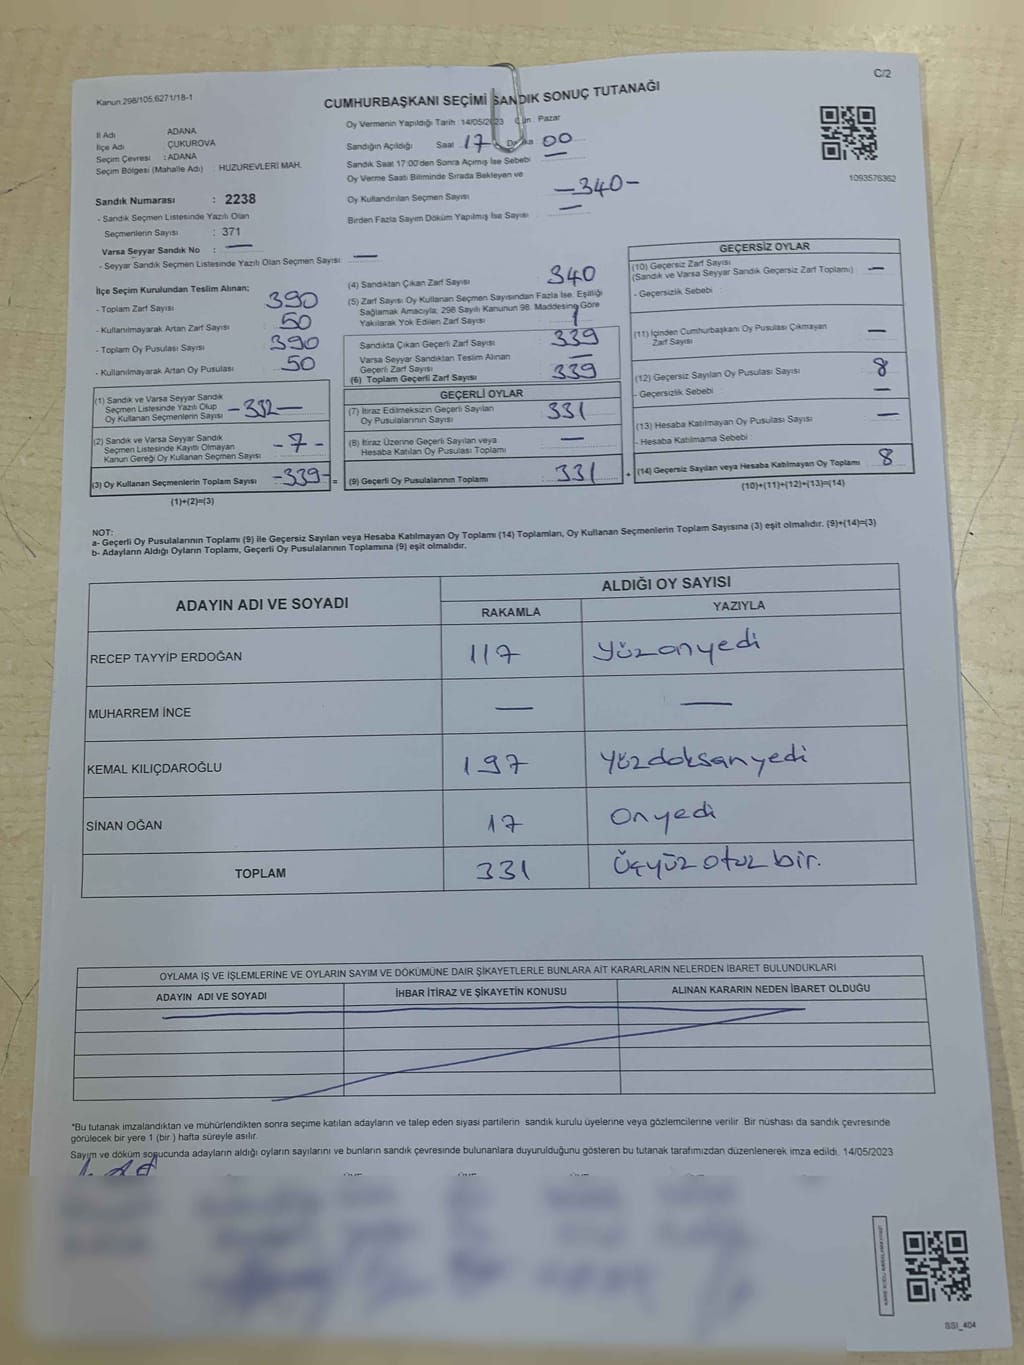 C/2
Kanun 298/105,6271/18-1
CUMHURBAŞKANI SEÇİMİ SANDIK SONUÇ TUTANAĞI
İl Adı ADANA
İlçe Adı ÇUKUROVA
Seçim Çevresi : ADANA
Seçim Bölgesi (Mahalle Adı) : HUZUREVLERİ MAH.
Sandık Numarası : 2238
- Sandık Seçmen Listesinde Yazılı Olan
Seçmenlerin Sayısı : 371
Varsa Seyyar Sandık No : —
- Seyyar Sandık Seçmen Listesinde Yazılı Olan Seçmen Sayısı —
Oy Vermenin Yapıldığı Tarih : 14/05/2023 Gün : Pazar
Sandığın Açıldığı Saat 17 Dakika 00
Sandık Saat 17:00'den Sonra Açımış İse Sebebi —
Oy Verme Saati Bitiminde Sırada Bekleyen ve
Oy Kullandırılan Seçmen Sayısı —340—
Birden Fazla Sayım Döküm Yapılmış İse Sayısı —
1093576362
İlçe Seçim Kurulundan Teslim Alınan;
- Toplam Zarf Sayısı 390
- Kullanılmayarak Artan Zarf Sayısı 50
- Toplam Oy Pusulası Sayısı 390
- Kullanılmayarak Artan Oy Pusulası 50
(1) Sandık ve Varsa Seyyar Sandık
Seçmen Listesinde Yazılı Olup
Oy Kullanan Seçmenlerin Sayısı —332—
(2) Sandık ve Varsa Seyyar Sandık
Seçmen Listesinde Kayıtlı Olmayan
Kanun Gereği Oy Kullanan Seçmen Sayısı -7-
(3) Oy Kullanan Seçmenlerin Toplam Sayısı -339- =
(1)+(2)=(3)
(4) Sandıktan Çıkan Zarf Sayısı 340
(5) Zarf Sayısı Oy Kullanan Seçmen Sayısından Fazla İse, Eşitliği
Sağlamak Amacıyla; 298 Sayılı Kanunun 98. Maddesine Göre
Yakılarak Yok Edilen Zarf Sayısı 1
Sandıkta Çıkan Geçerli Zarf Sayısı 339
Varsa Seyyar Sandıktan Teslim Alınan
Geçerli Zarf Sayısı —
(6) Toplam Geçerli Zarf Sayısı 339
GEÇERLİ OYLAR
(7) İtiraz Edilmeksizin Geçerli Sayılan
Oy Pusulalarının Sayısı 331
(8) İtiraz Üzerine Geçerli Sayılan veya
Hesaba Katılan Oy Pusulası Toplamı —
(9) Geçerli Oy Pusulalarının Toplamı 331 +
GEÇERSİZ OYLAR
(10) Geçersiz Zarf Sayısı
(Sandık ve Varsa Seyyar Sandık Geçersiz Zarf Toplamı) —
- Geçersizlik Sebebi :
(11) İçinden Cumhurbaşkanı Oy Pusulası Çıkmayan
Zarf Sayısı —
(12) Geçersiz Sayılan Oy Pusulası Sayısı 8
- Geçersizlik Sebebi : —
(13) Hesaba Katılmayan Oy Pusulası Sayısı —
- Hesaba Katılmama Sebebi :
(14) Geçersiz Sayılan veya Hesaba Katılmayan Oy Toplamı 8
(10)+(11)+(12)+(13)=(14)
NOT:
a- Geçerli Oy Pusulalarının Toplamı (9) ile Geçersiz Sayılan veya Hesaba Katılmayan Oy Toplamı (14) Toplamları, Oy Kullanan Seçmenlerin Toplam Sayısına (3) eşit olmalıdır. (9)+(14)=(3)
b- Adayların Aldığı Oyların Toplamı, Geçerli Oy Pusulalarının Toplamına (9) eşit olmalıdır.
ADAYIN ADI VE SOYADI ALDIĞI OY SAYISI
RAKAMLA YAZIYLA
RECEP TAYYİP ERDOĞAN 117 Yüzonyedi
MUHARREM İNCE — —
KEMAL KILIÇDAROĞLU 197 Yüzdoksanyedi
SİNAN OĞAN 17 Onyedi
TOPLAM 331 Üçyüz otuz bir.
OYLAMA İŞ VE İŞLEMLERİNE VE OYLARIN SAYIM VE DÖKÜMÜNE DAİR ŞİKAYETLERLE BUNLARA AİT KARARLARIN NELERDEN İBARET BULUNDUKLARI
ADAYIN ADI VE SOYADI İHBAR İTİRAZ VE ŞİKAYETİN KONUSU ALINAN KARARIN NEDEN İBARET OLDUĞU
*Bu tutanak imzalandıktan ve mühürlendikten sonra seçime katılan adayların ve talep eden siyasi partilerin sandık kurulu üyelerine veya gözlemcilerine verilir. Bir nüshası da sandık çevresinde
görülecek bir yere 1 (bir ) hafta süreyle asılır.
Sayım ve döküm sonucunda adayların aldığı oyların sayılarını ve bunların sandık çevresinde bulunanlara duyurulduğunu gösteren bu tutanak tarafımızdan düzenlenerek imza edildi. 14/05/2023
SSI_404